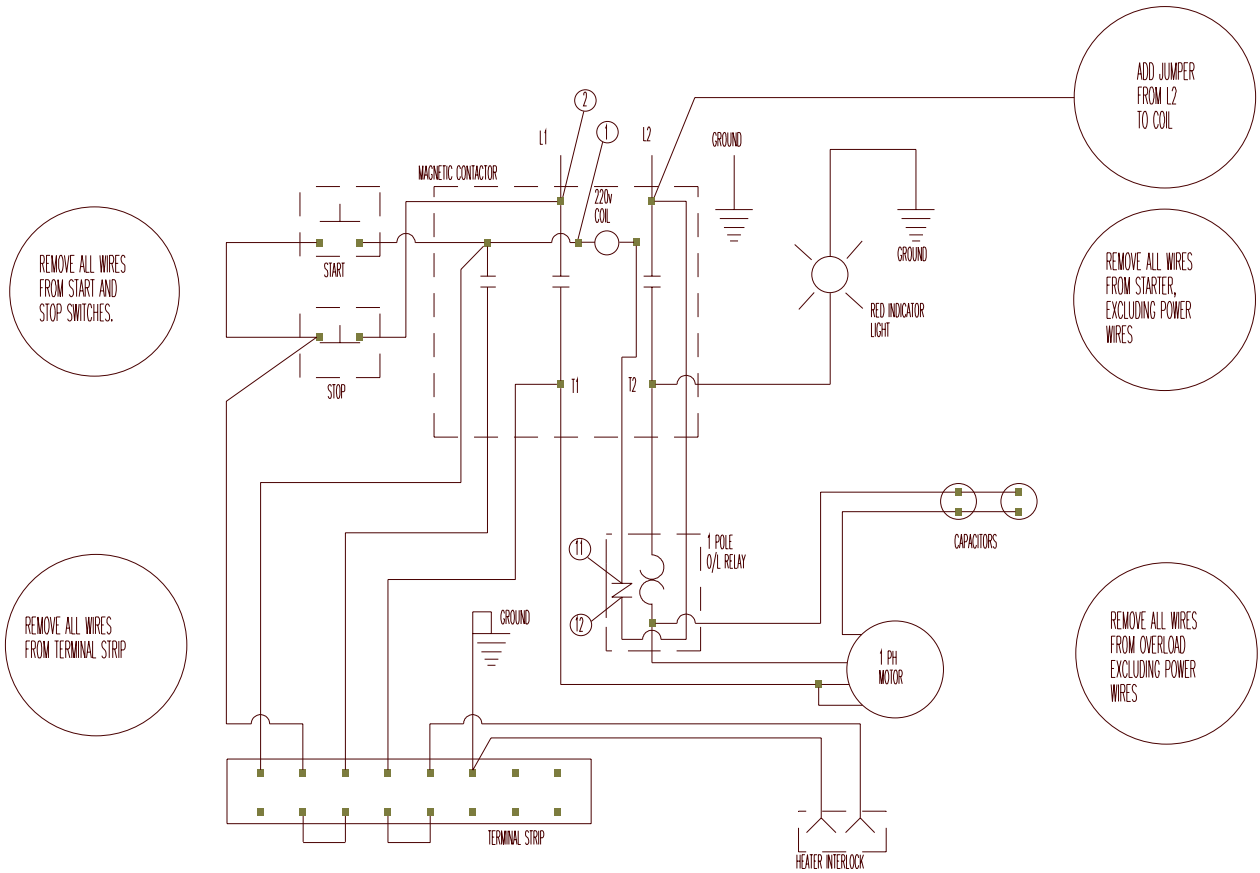 ADD JUMPER
FROM L2
TO COIL
2
1
L1
L2
GROUND
MAGNETIC CONTACTOR
220v
COIL
START
GROUND
REMOVE ALL WIRES
FROM START AND
STOP SWITCHES.
REMOVE ALL WIRES
FROM STARTER,
EXCLUDING POWER
WIRES
RED INDICATOR
LIGHT
STOP
T1
T2
CAPACITORS
1 POLE
O/L RELAY
11
12
GROUND
REMOVE ALL WIRES
FROM TERMINAL STRIP
1 PH
MOTOR
REMOVE ALL WIRES
FROM OVERLOAD
EXCLUDING POWER
WIRES
TERMINAL STRIP
HEATER INTERLOCK